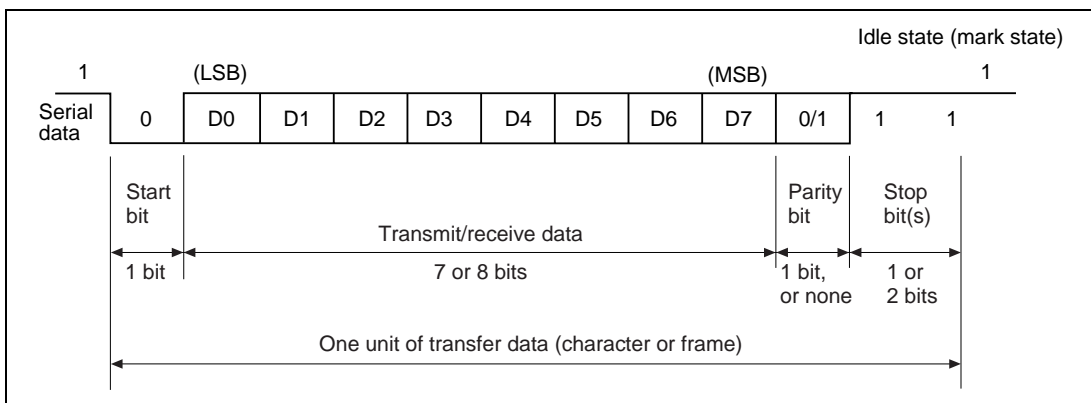 Idle state (mark state)
1 (LSB) (MSB) 1
Serial
data
0 D0 D1 D2 D3 D4 D5 D6 D7 0/1 1 1
Start
bit
Parity
bit
Stop
bit(s)
Transmit/receive data
1 bit
7 or 8 bits
1 bit,
or none
1 or
2 bits
One unit of transfer data (character or frame)